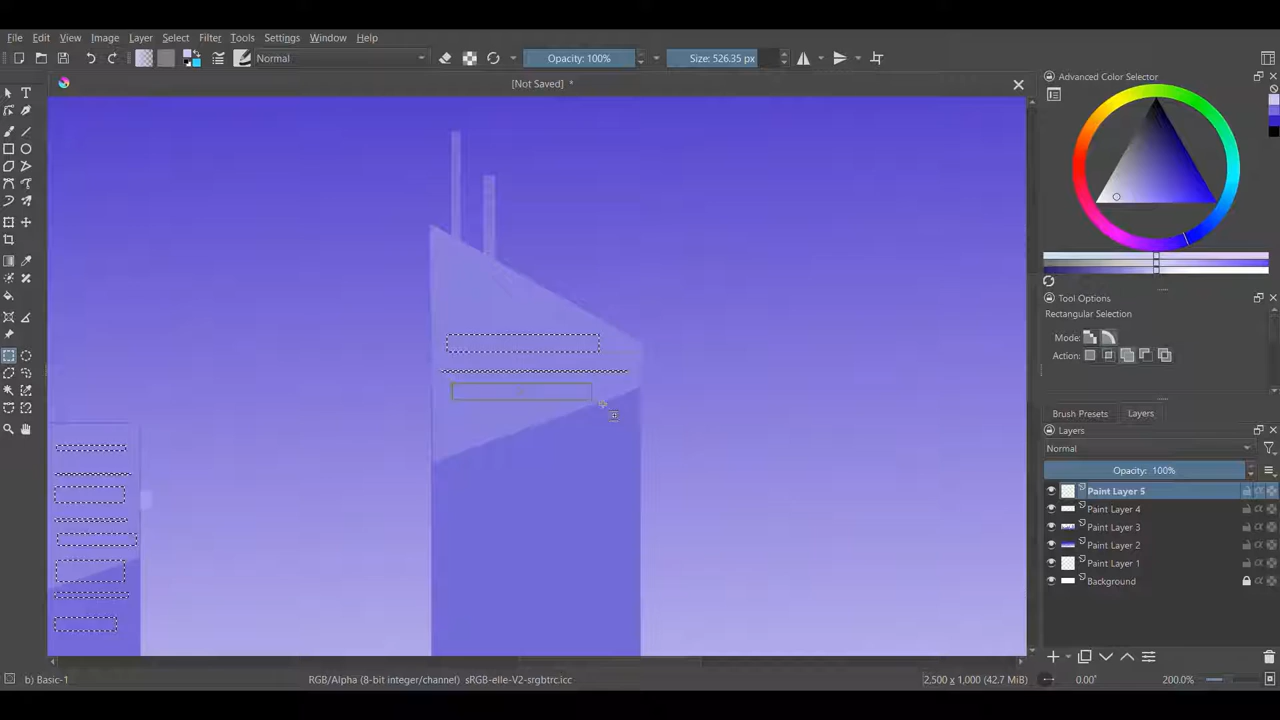 File Edit View Image Layer Select Filter Tools Settings Window Help
Normal
Opacity: 100%
Size: 526.35 px
[Not Saved] *
Advanced Color Selector
Tool Options
Rectangular Selection
Mode:
Action:
Brush Presets Layers
Layers
Normal
Opacity: 100%
Paint Layer 5
Paint Layer 4
Paint Layer 3
Paint Layer 2
Paint Layer 1
Background
b) Basic-1
RGB/Alpha (8-bit integer/channel) sRGB-elle-V2-srgbtrc.icc
2,500 x 1,000 (42.7 MiB)
0.00°
200.0%